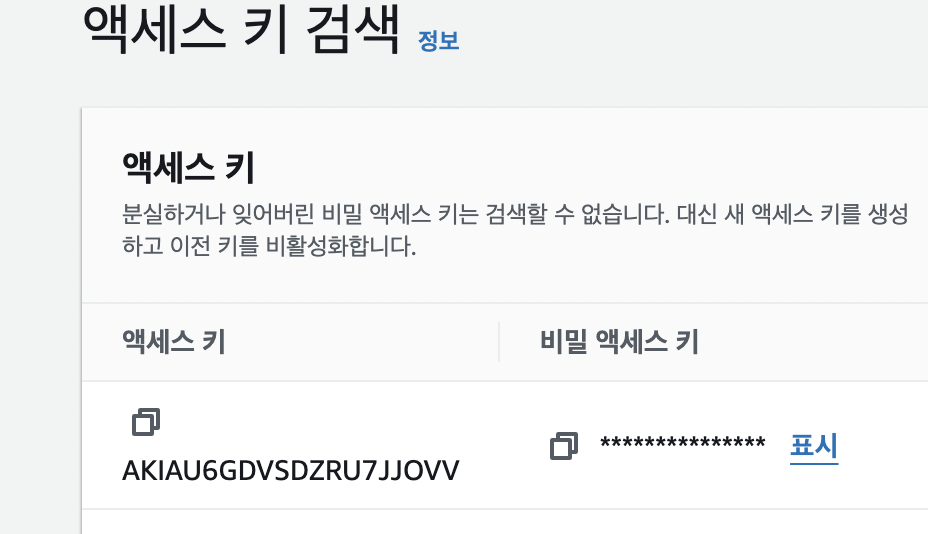 액세스 키 검색 정보
액세스 키
분실하거나 잊어버린 비밀 액세스 키는 검색할 수 없습니다. 대신 새 액세스 키를 생성
하고 이전 키를 비활성화합니다.
액세스 키 비밀 액세스 키
*************** 표시
AKIAU6GDVSDZRU7JJOVV